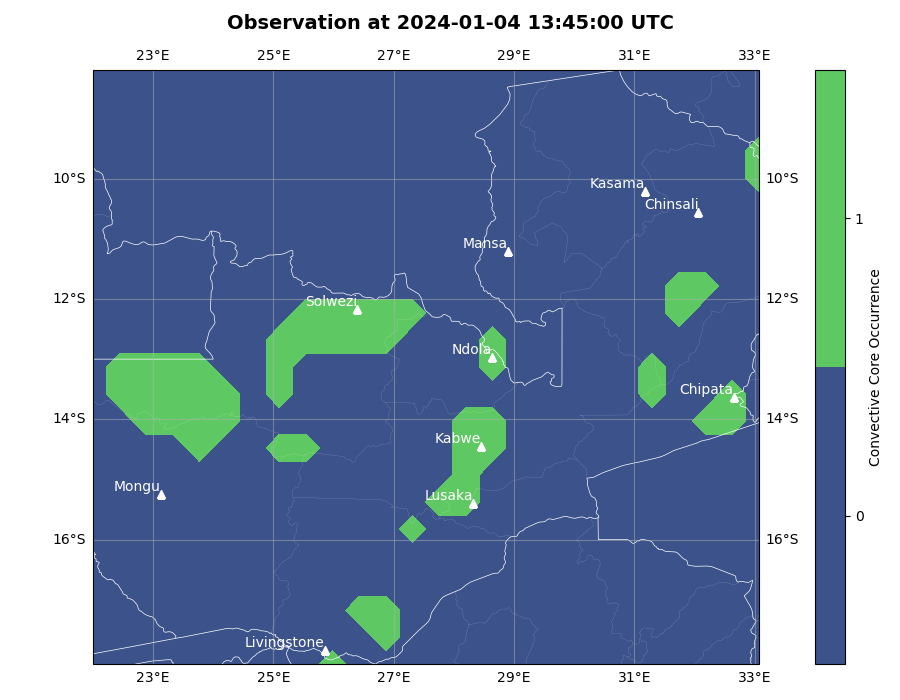 Observation at 2024-01-04 13:45:00 UTC
23°E 25°E 27°E 29°E 31°E 33°E
10°S 10°S
Kasama
Chinsali
1
Mansa
12°S 12°S
Solwezi
Ndola
Convective Core Occurrence
Chipata
14°S 14°S
Kabwe
Mongu
Lusaka
0
16°S 16°S
Livingstone
23°E 25°E 27°E 29°E 31°E 33°E